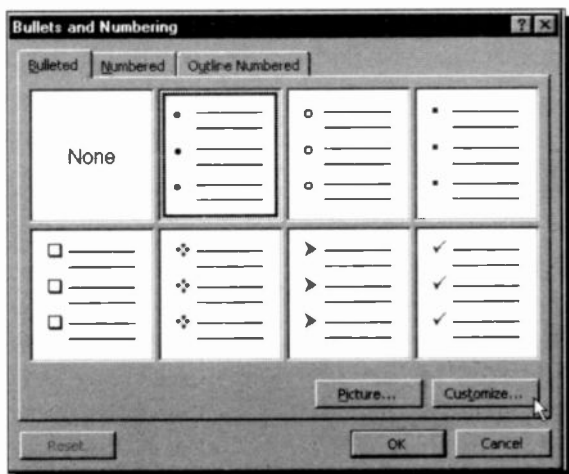 Bullets and Numbering
Bulleted Numbered Outline Numbered
None
Picture... Customize...
Reset OK Cancel